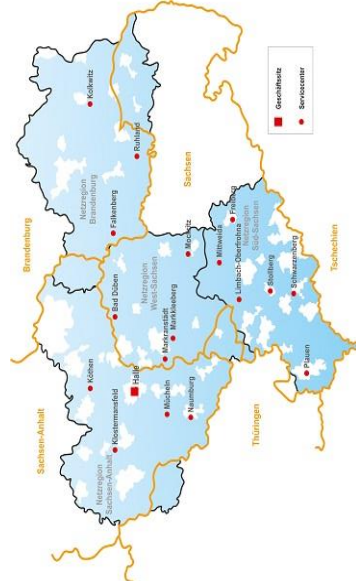 Sachsen-Anhalt
Brandenburg
Sachsen
Thüringen
Tschechien
Netzregion
Sachsen-Anhalt
Köthen
Klostermansfeld
Halle
Mücheln
Naumburg
Netzregion
West-Sachsen
Bad Düben
Markranstädt
Markkleeberg
Mockritz
Netzregion
Brandenburg
Kolkwitz
Falkenberg
Ruhland
Netzregion
Süd-Sachsen
Mittweida
Freiberg
Limbach-Oberfrohna
Stollberg
Schwarzenberg
Plauen
Geschäftssitz
Servicecenter